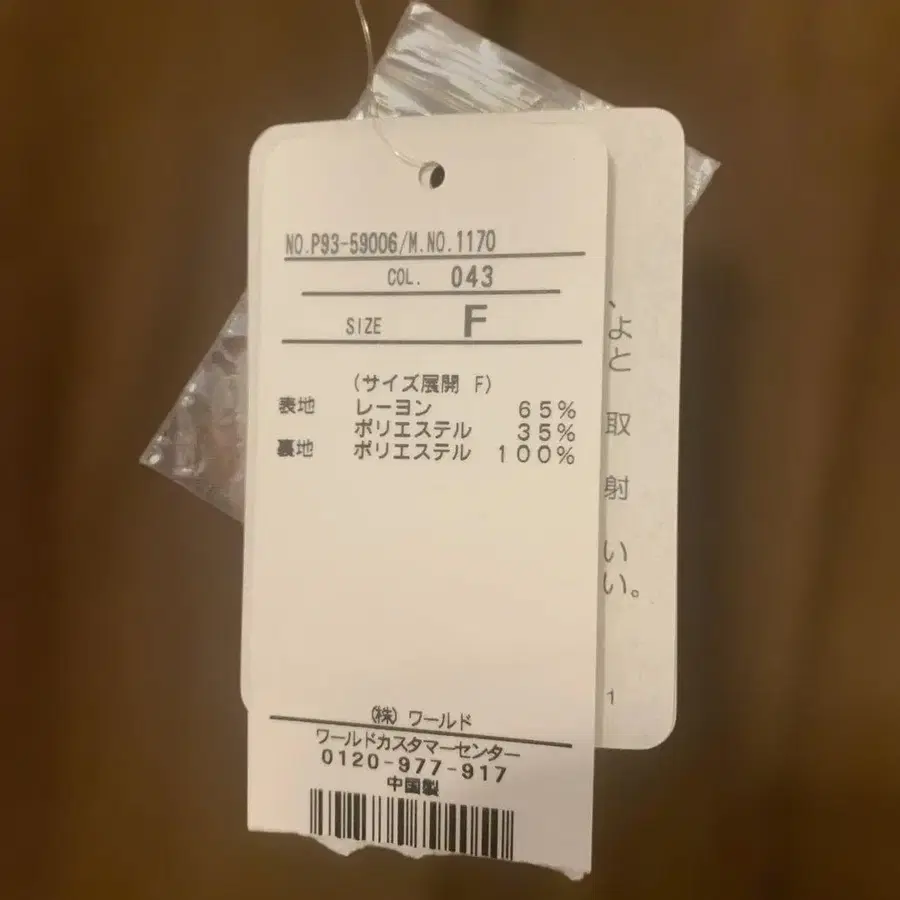 NO.P93-59006/M.NO.1170
COL. 043
SIZE F
(サイズ展開 F)
表地 レーヨン 65%
ポリエステル 35%
裏地 ポリエステル 100%
(株) ワールド
ワールドカスタマーセンター
0120-977-917
中国製
、よ
と
取
射
い
い。
1